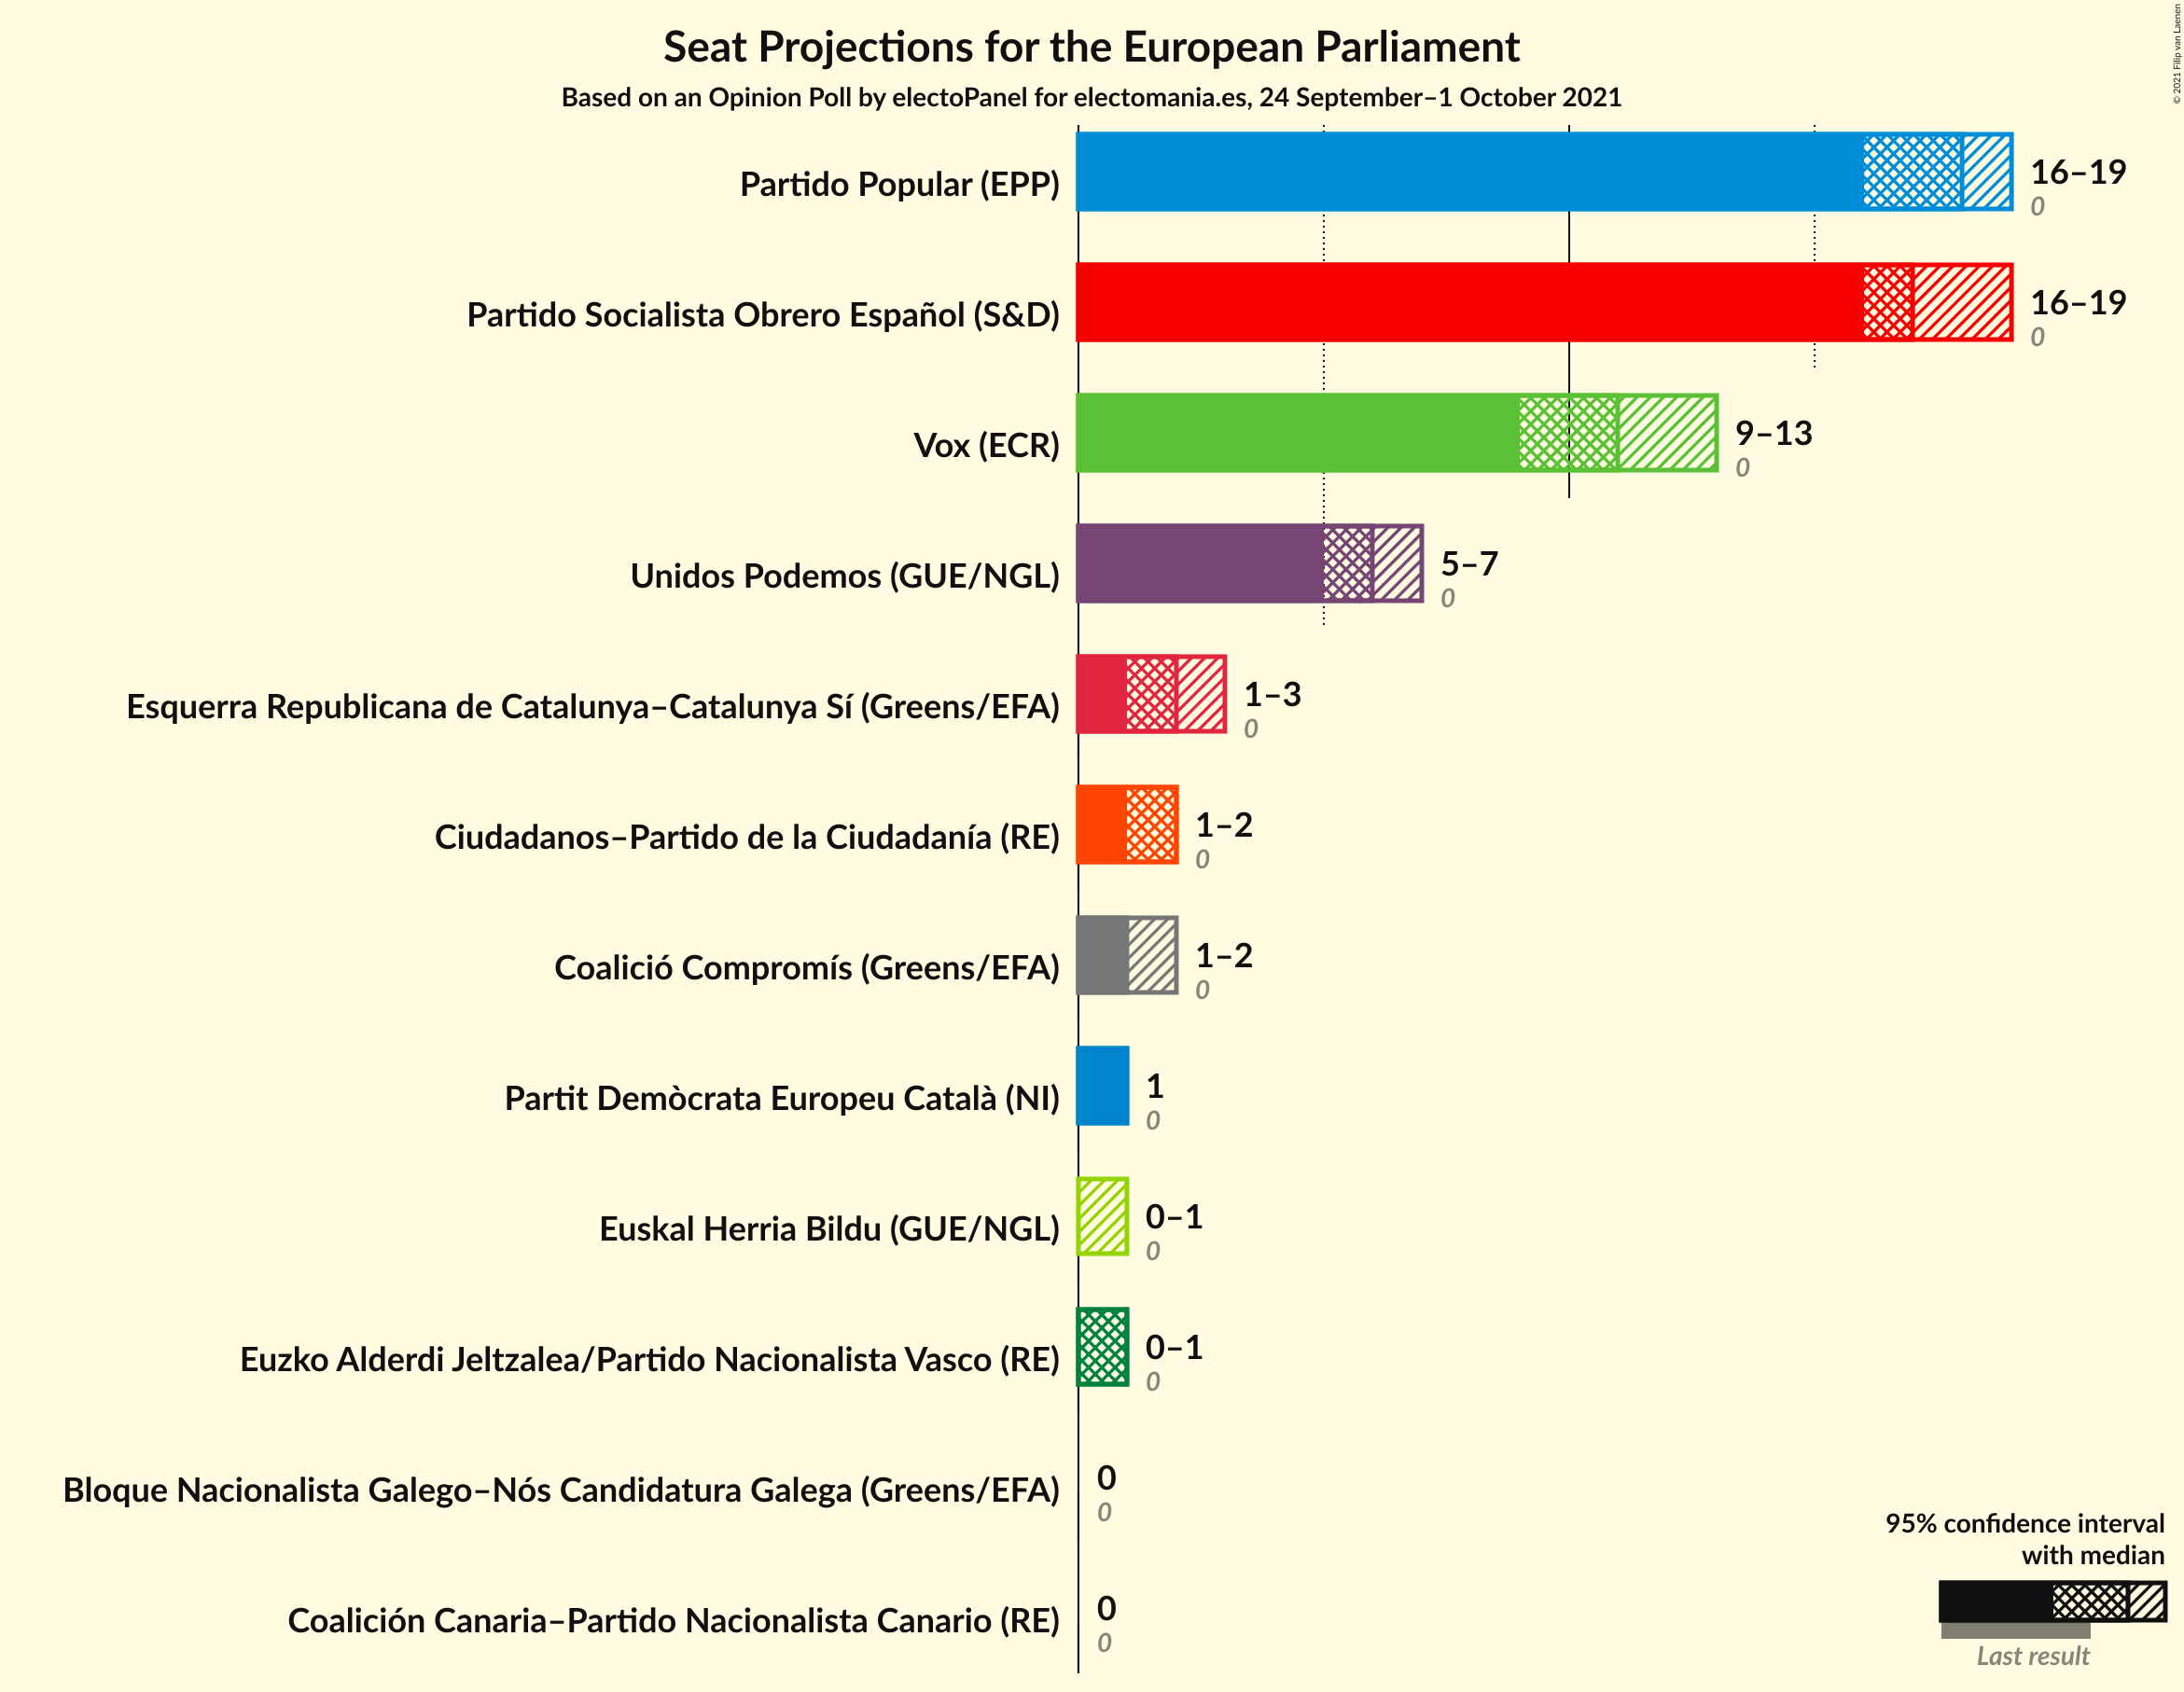 Seat Projections for the European Parliament
Based on an Opinion Poll by electoPanel for electomania.es, 24 September–1 October 2021
© 2021 Filip van Laenen
Partido Popular (EPP)
16–19
0
Partido Socialista Obrero Español (S&D)
16–19
0
Vox (ECR)
9–13
0
Unidos Podemos (GUE/NGL)
5–7
0
Esquerra Republicana de Catalunya–Catalunya Sí (Greens/EFA)
1–3
0
Ciudadanos–Partido de la Ciudadanía (RE)
1–2
0
Coalició Compromís (Greens/EFA)
1–2
0
Partit Demòcrata Europeu Català (NI)
1
0
Euskal Herria Bildu (GUE/NGL)
0–1
0
Euzko Alderdi Jeltzalea/Partido Nacionalista Vasco (RE)
0–1
0
Bloque Nacionalista Galego–Nós Candidatura Galega (Greens/EFA)
0
0
Coalición Canaria–Partido Nacionalista Canario (RE)
0
0
95% confidence interval
with median
Last result